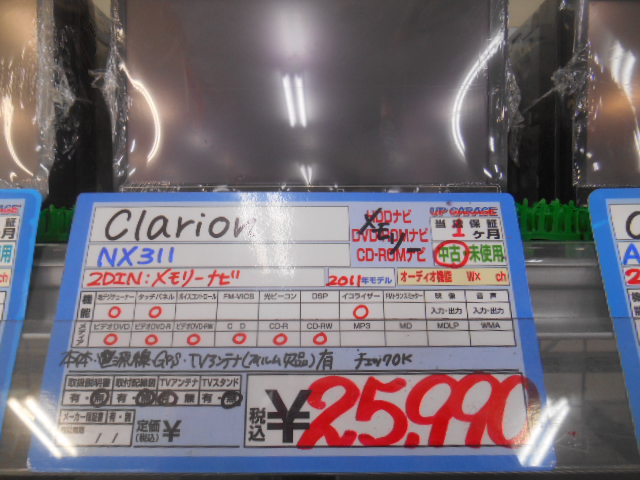 Clarion
HDDナビ
DVD-ROMナビ
CD-ROMナビ
メモリー
UP GARAGE
当店保証
1ヶ月
NX311
中古・未使用
2DIN:メモリーナビ
2011年モデル
オーディオ機能 W× ch
機能
地デジチューナー タッチパネル ボイスコントロール FM-VICS 光ビーコン DSP イコライザー FMトランスミッター 映像 音声
○ ○ ○ 入力・出力 入力・出力
ビデオDVD ビデオDVD-R ビデオDVD-RW CD CD-R CD-RW MP3 MD MDLP WMA
○ ○ ○ ○ ○ ○
本体・電源線・GPS・TVアンテナ(フィルム欠品)有 チェックOK
取扱説明書 取付配線図 TVアンテナ TVスタンド
有・無 有・無 有・無 有・無
メーカー保証書 有・無
/ /
定価(税込)¥
税込
¥25,990